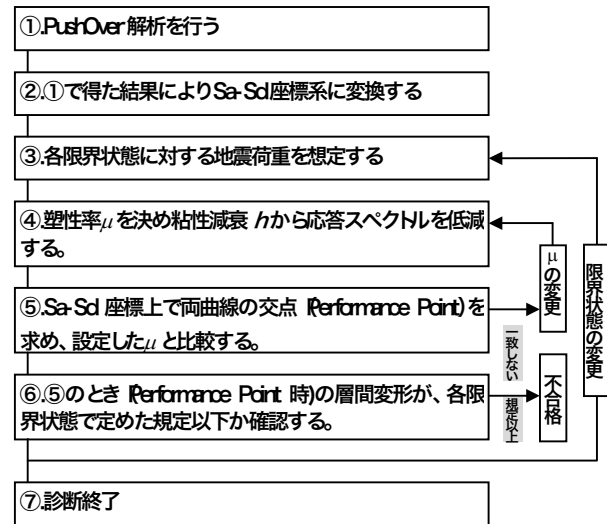 ①.PushOver 解析を行う
②.①で得た結果によりSa-Sd座標系に変換する
③.各限界状態に対する地震荷重を想定する
④.塑性率μを決め粘性減衰 hから応答スペクトルを低減
する。
μの変更
限界状態の変更
⑤.Sa-Sd 座標上で両曲線の交点 (Performance Point)を
求め、設定したμと比較する。
一致しない
⑥.⑤のとき (Performance Point 時)の層間変形が、各限
界状態で定めた規定以下か確認する。
規定以上
不合格
⑦.診断終了